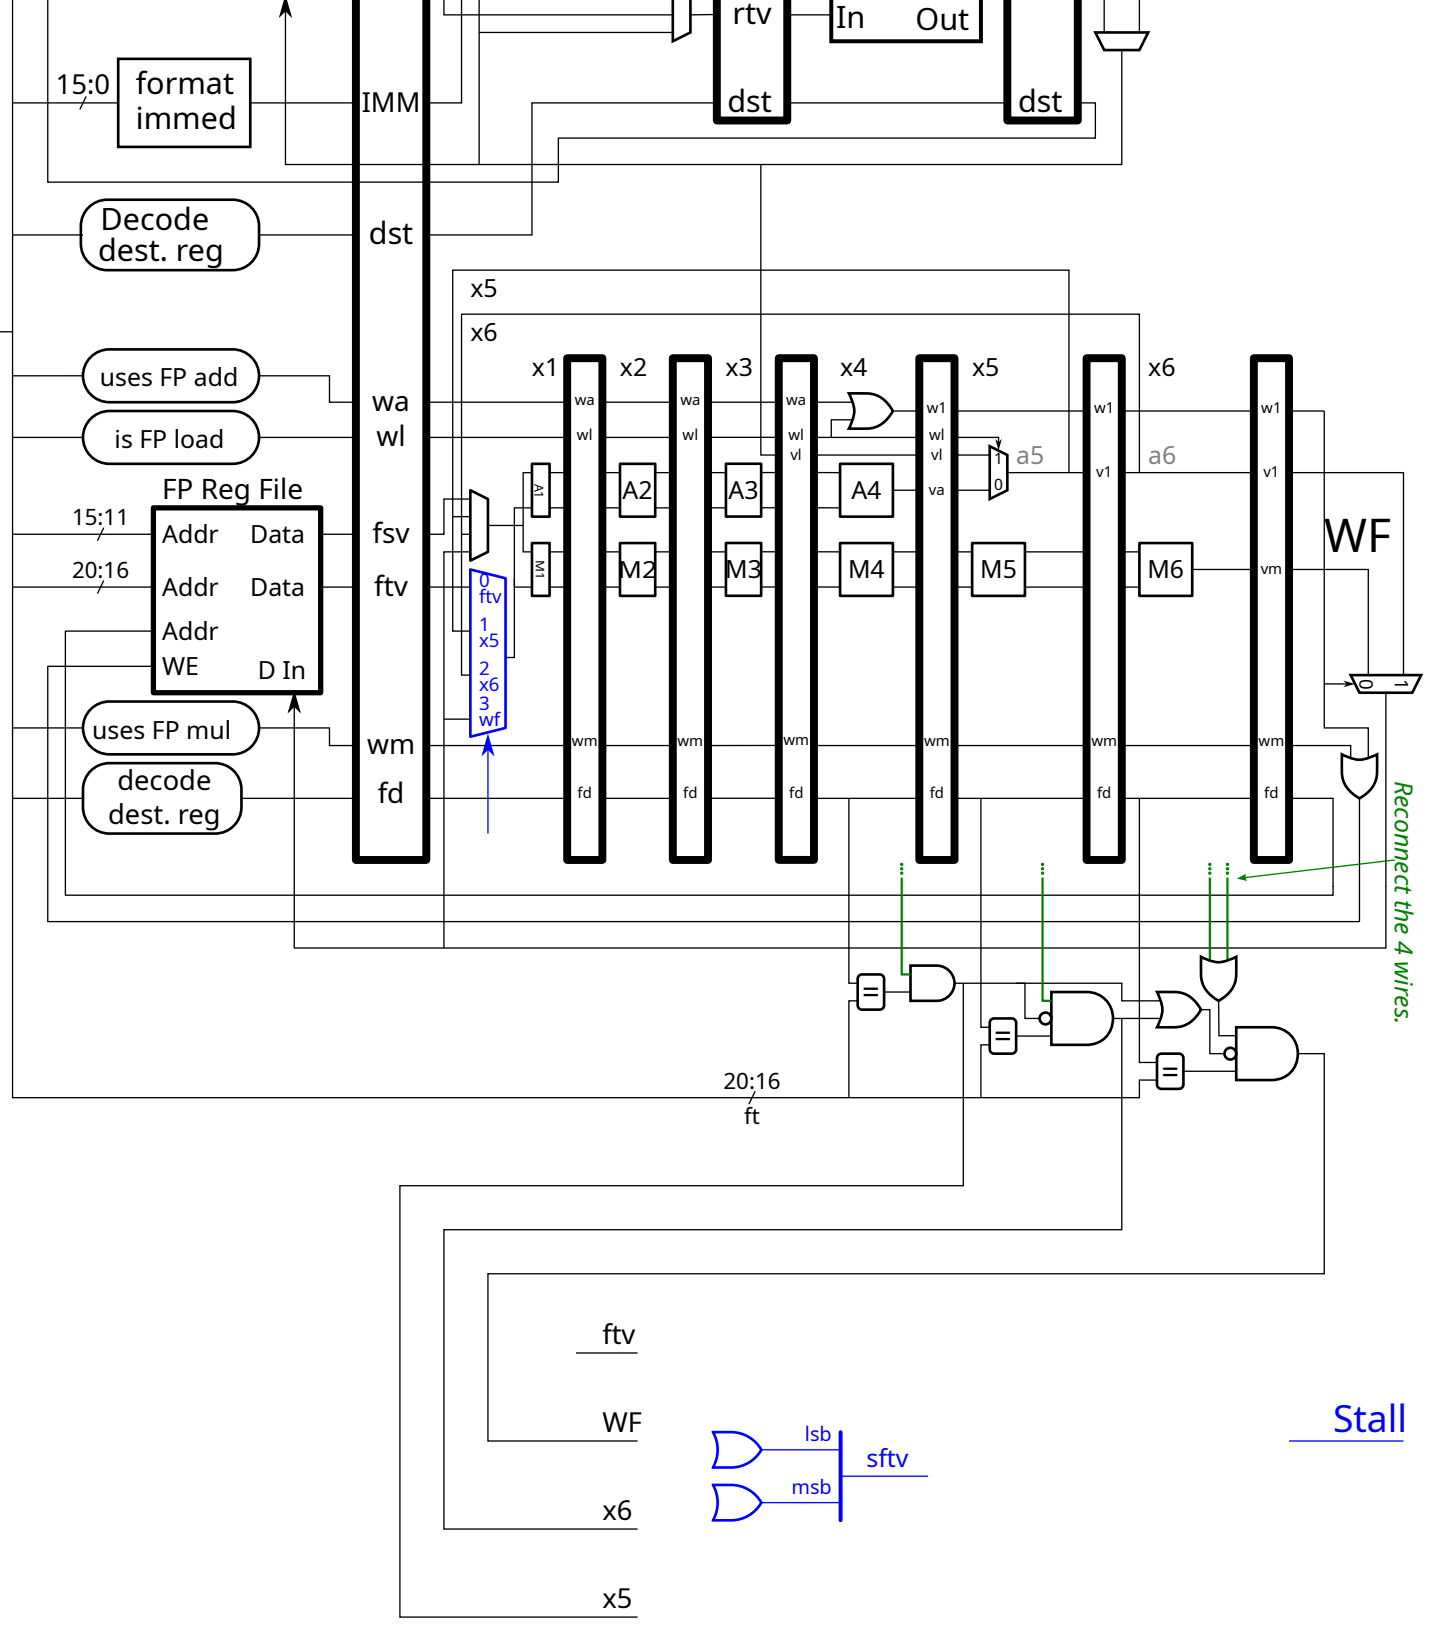 rtv
In
Out
15:0
format
immed
IMM
dst
dst
Decode
dest. reg
dst
x5
x6
x1
x2
x3
x4
x5
x6
uses FP add
wa
wa
wa
wa
w1
w1
w1
is FP load
wl
wl
wl
wl
wl
vl
vl
1
0
a5
a6
v1
v1
FP Reg File
A1
A2
A3
A4
va
15:11
Addr
Data
fsv
WF
20:16
Addr
Data
ftv
M1
M2
M3
M4
M5
M6
vm
0
ftv
1
x5
2
x6
3
wf
Addr
WE
D In
0
1
uses FP mul
wm
wm
wm
wm
wm
wm
wm
decode
dest. reg
fd
fd
fd
fd
fd
fd
fd
Reconnect the 4 wires.
=
=
=
20:16
ft
ftv
WF
lsb
sftv
msb
Stall
x6
x5